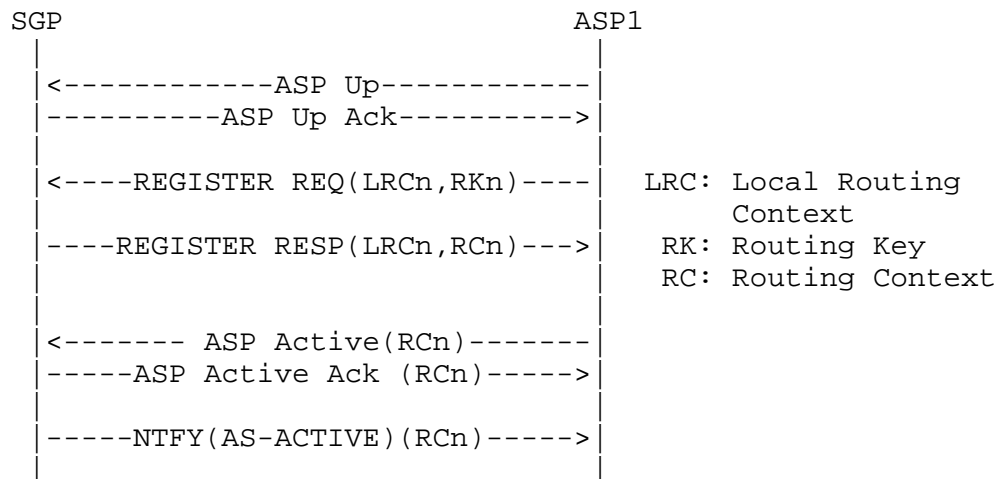 SGP                               ASP1
 |                                  |
 |<------------ASP Up------------|
 |----------ASP Up Ack---------->|
 |                                  |
 |<----REGISTER REQ(LRCn,RKn)----|   LRC: Local Routing
 |                                  |        Context
 |----REGISTER RESP(LRCn,RCn)--->|    RK: Routing Key
 |                                  |    RC: Routing Context
 |                                  |
 |<------- ASP Active(RCn)-------|
 |-----ASP Active Ack (RCn)----->|
 |                                  |
 |-----NTFY(AS-ACTIVE)(RCn)----->|
 |                                  |